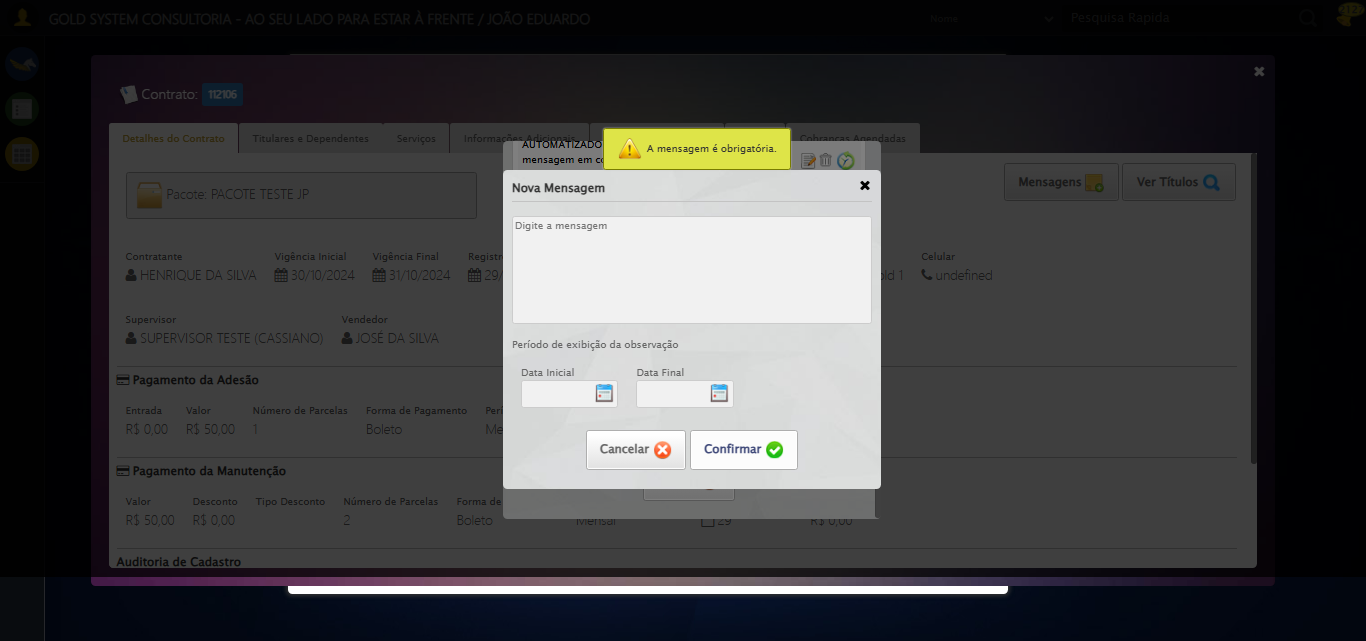 GOLD SYSTEM CONSULTORIA - AO SEU LADO PARA ESTAR À FRENTE / JOÃO EDUARDO
Nome
Pesquisa Rapida
Contrato: 112106
Detalhes do Contrato
Titulares e Dependentes
Serviços
Informações Adicionais
Cobranças Agendadas
AUTOMATIZADO
mensagem em
A mensagem é obrigatória.
Pacote: PACOTE TESTE JP
Mensagens
Ver Títulos
Nova Mensagem
Digite a mensagem
Período de exibição da observação
Data Inicial
Data Final
Cancelar
Confirmar
Contratante
Vigência Inicial
Vigência Final
Registro
Celular
HENRIQUE DA SILVA
30/10/2024
31/10/2024
29/
old 1
undefined
Supervisor
Vendedor
SUPERVISOR TESTE (CASSIANO)
JOSÉ DA SILVA
Pagamento da Adesão
Entrada
Valor
Número de Parcelas
Forma de Pagamento
R$ 0,00
R$ 50,00
1
Boleto
Me
Pagamento da Manutenção
Valor
Desconto
Tipo Desconto
Número de Parcelas
Forma de
R$ 50,00
R$ 0,00
2
Boleto
Mensal
29
R$ 0,00
Auditoria de Cadastro